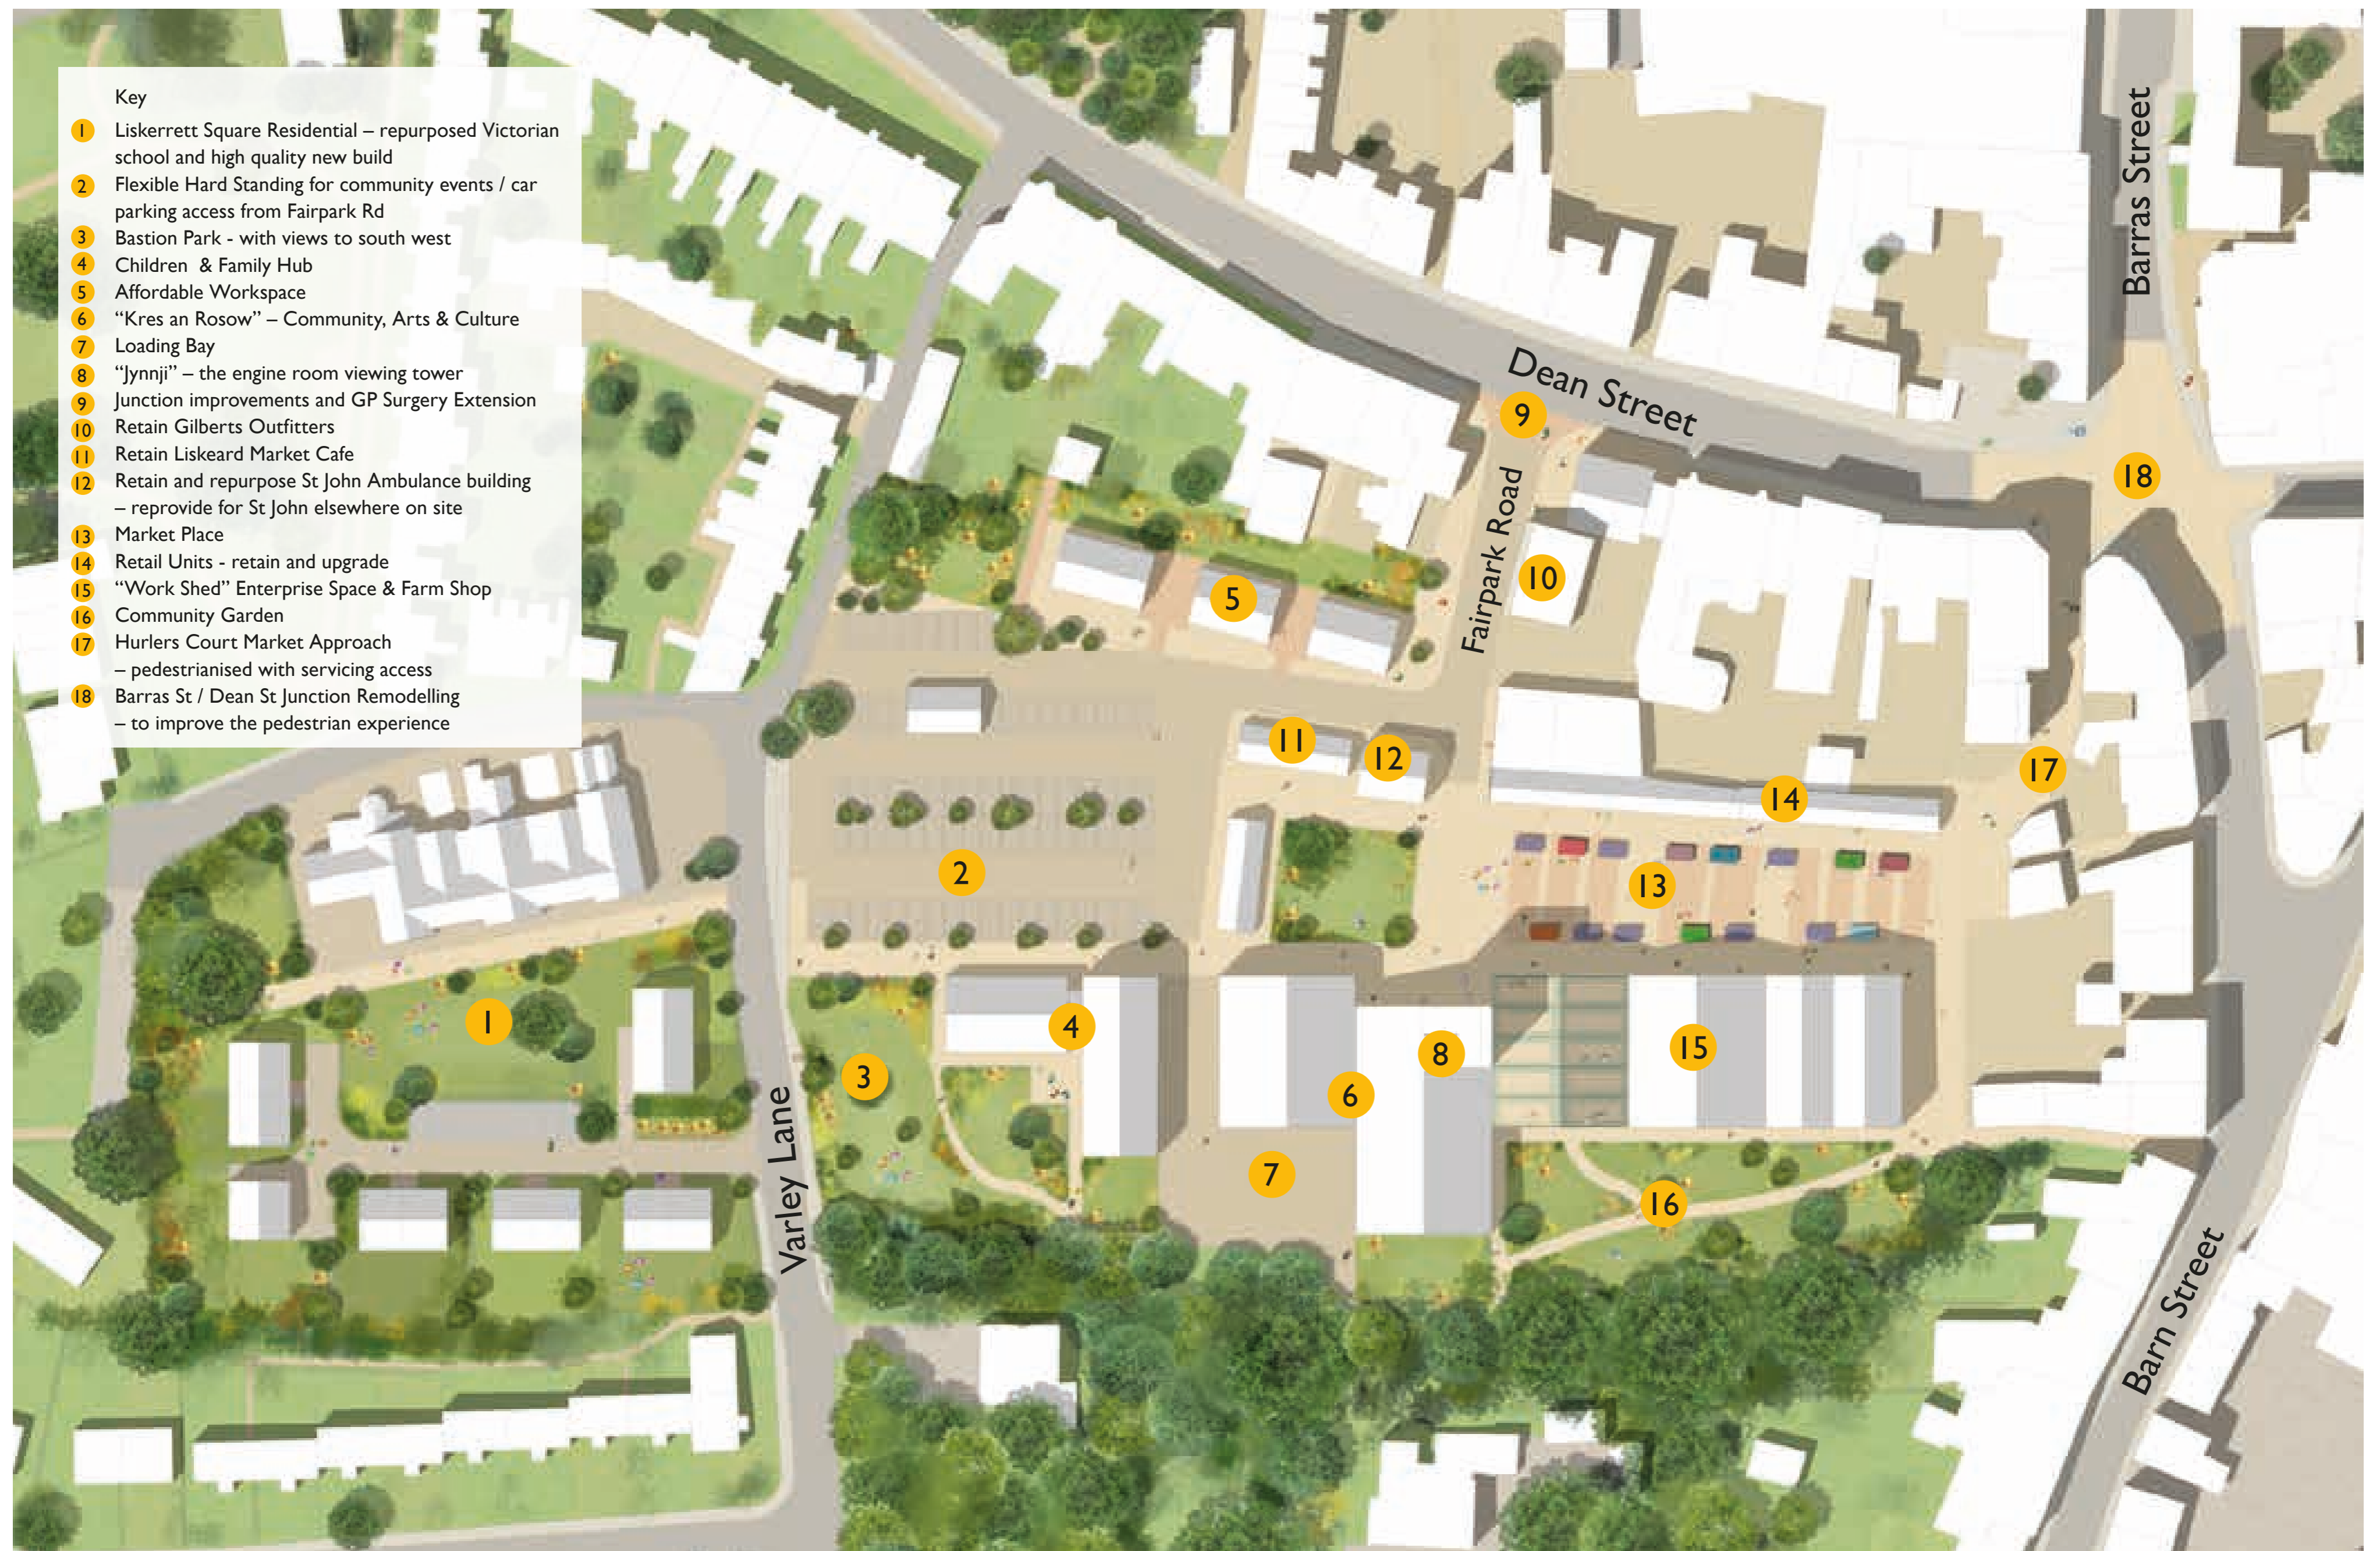 Key
1 Liskerrett Square Residential – repurposed Victorian
school and high quality new build
2 Flexible Hard Standing for community events / car
parking access from Fairpark Rd
3 Bastion Park - with views to south west
4 Children & Family Hub
5 Affordable Workspace
6 “Kres an Rosow” – Community, Arts & Culture
7 Loading Bay
8 “Jynnji” – the engine room viewing tower
9 Junction improvements and GP Surgery Extension
10 Retain Gilberts Outfitters
11 Retain Liskeard Market Cafe
12 Retain and repurpose St John Ambulance building
– reprovide for St John elsewhere on site
13 Market Place
14 Retail Units - retain and upgrade
15 “Work Shed” Enterprise Space & Farm Shop
16 Community Garden
17 Hurlers Court Market Approach
– pedestrianised with servicing access
18 Barras St / Dean St Junction Remodelling
– to improve the pedestrian experience
Barras Street
Dean Street
9
18
Fairpark Road
10
5
11
12
17
14
2
13
1
4
15
8
3
6
Varley Lane
7
16
Barn Street